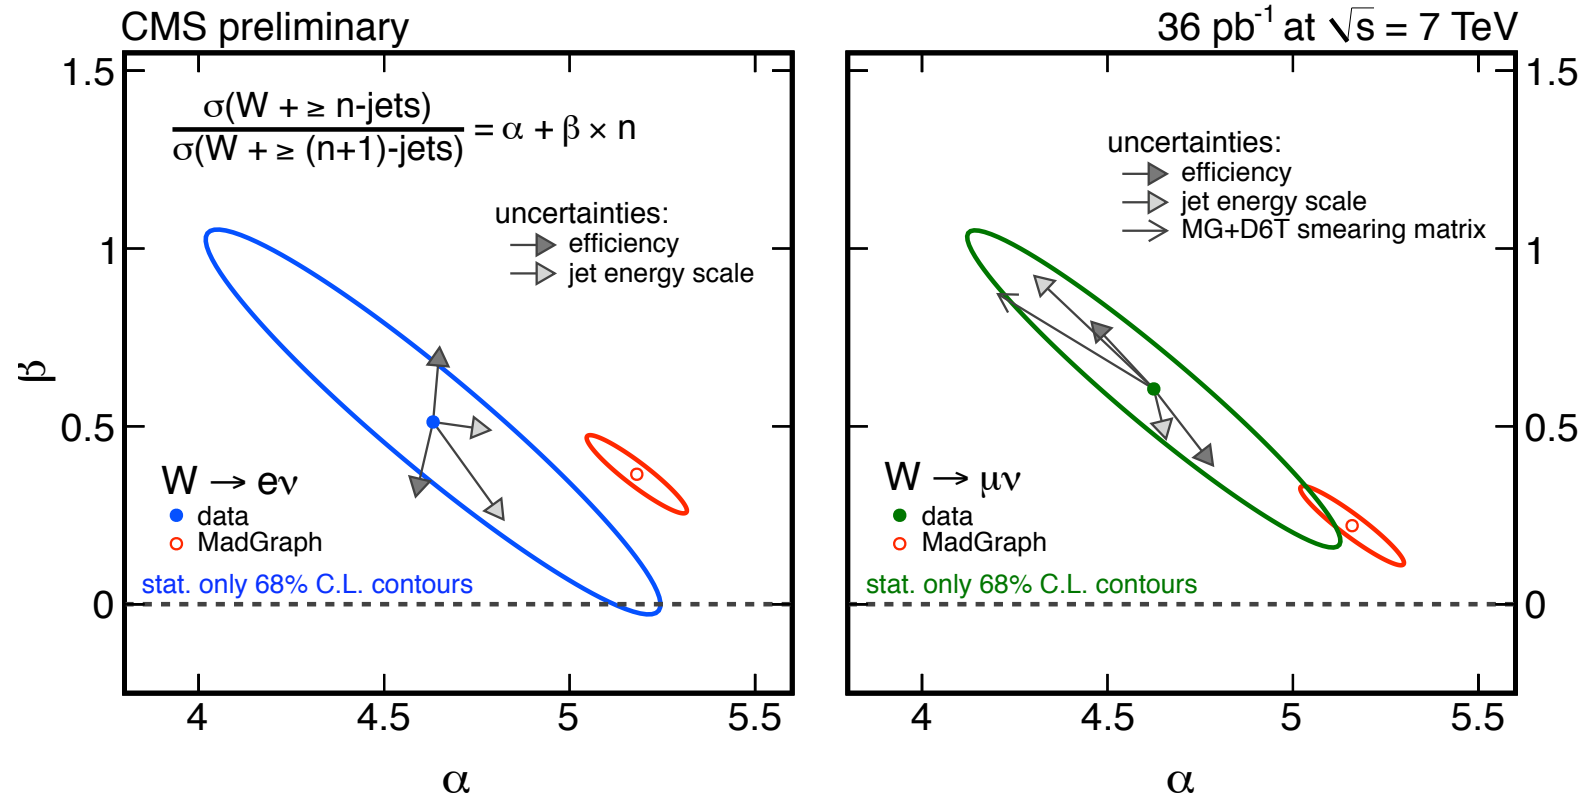 CMS preliminary
36 pb⁻¹ at √s = 7 TeV
1.5
1
0.5
0
β
σ(W + ≥ n-jets)
σ(W + ≥ (n+1)-jets)
= α + β × n
uncertainties:
efficiency
jet energy scale
W → eν
data
MadGraph
stat. only 68% C.L. contours
4
4.5
5
5.5
α
uncertainties:
efficiency
jet energy scale
MG+D6T smearing matrix
W → μν
data
MadGraph
stat. only 68% C.L. contours
1.5
1
0.5
0
4
4.5
5
5.5
α